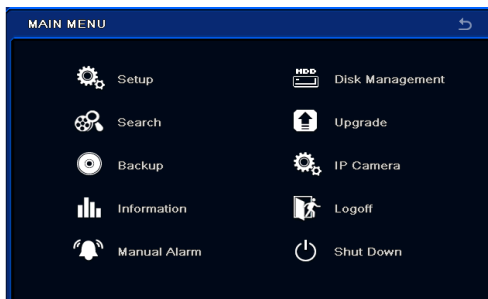 MAIN MENU
Setup
HDD
Disk Management
Search
Upgrade
Backup
IP Camera
Information
Logoff
Manual Alarm
Shut Down